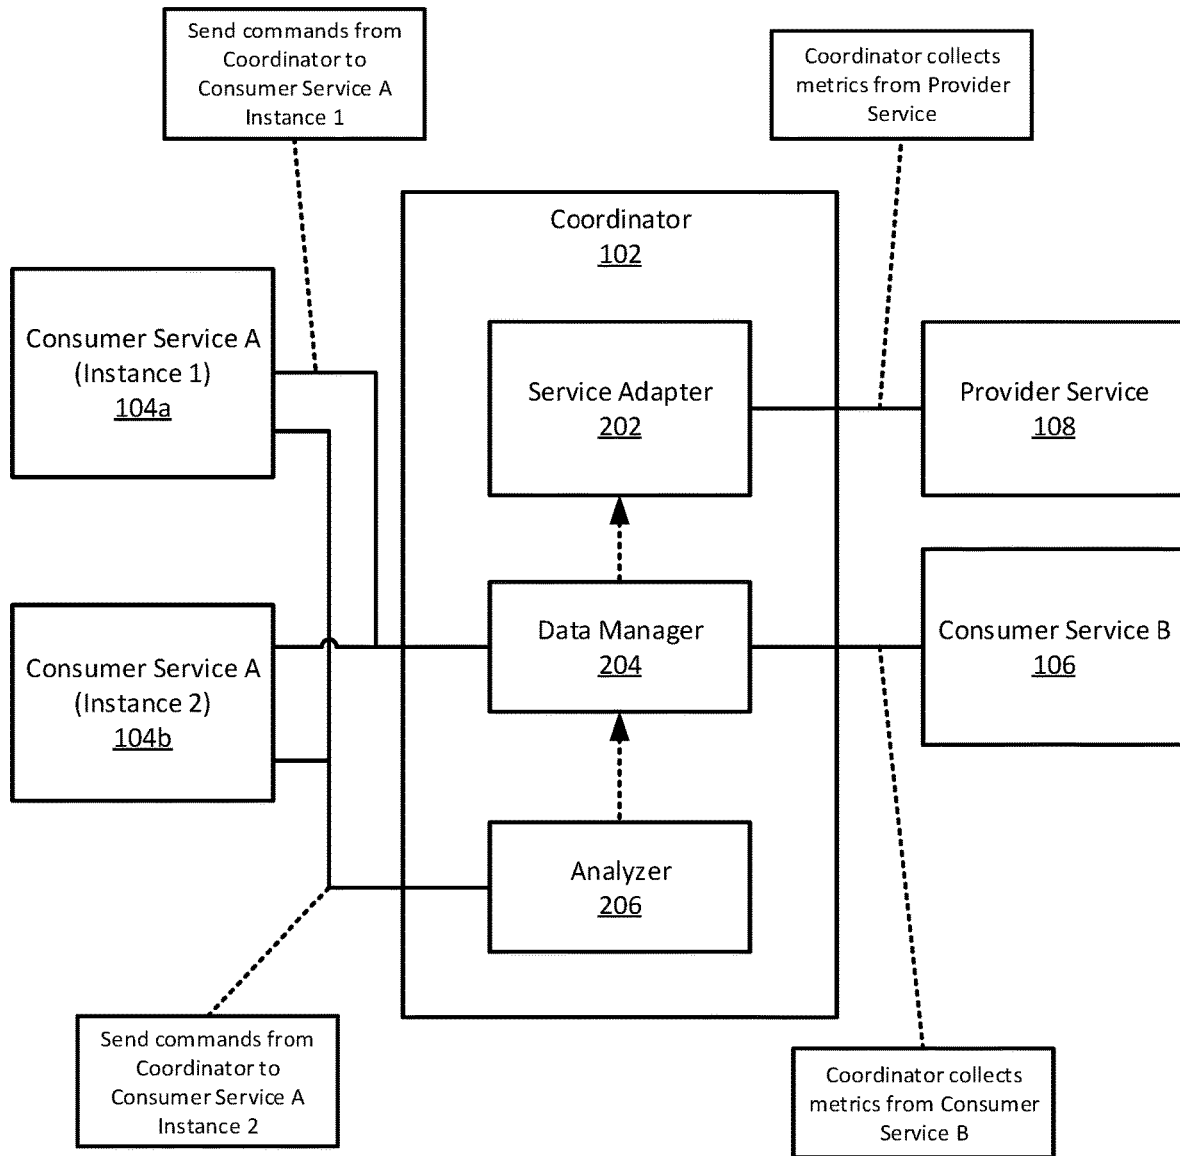 Send commands from
Coordinator to
Consumer Service A
Instance 1
Coordinator collects
metrics from Provider
Service
Coordinator
102
Consumer Service A
(Instance 1)
104a
Service Adapter
202
Provider Service
108
Consumer Service A
(Instance 2)
104b
Data Manager
204
Consumer Service B
106
Analyzer
206
Send commands from
Coordinator to
Consumer Service A
Instance 2
Coordinator collects
metrics from Consumer
Service B